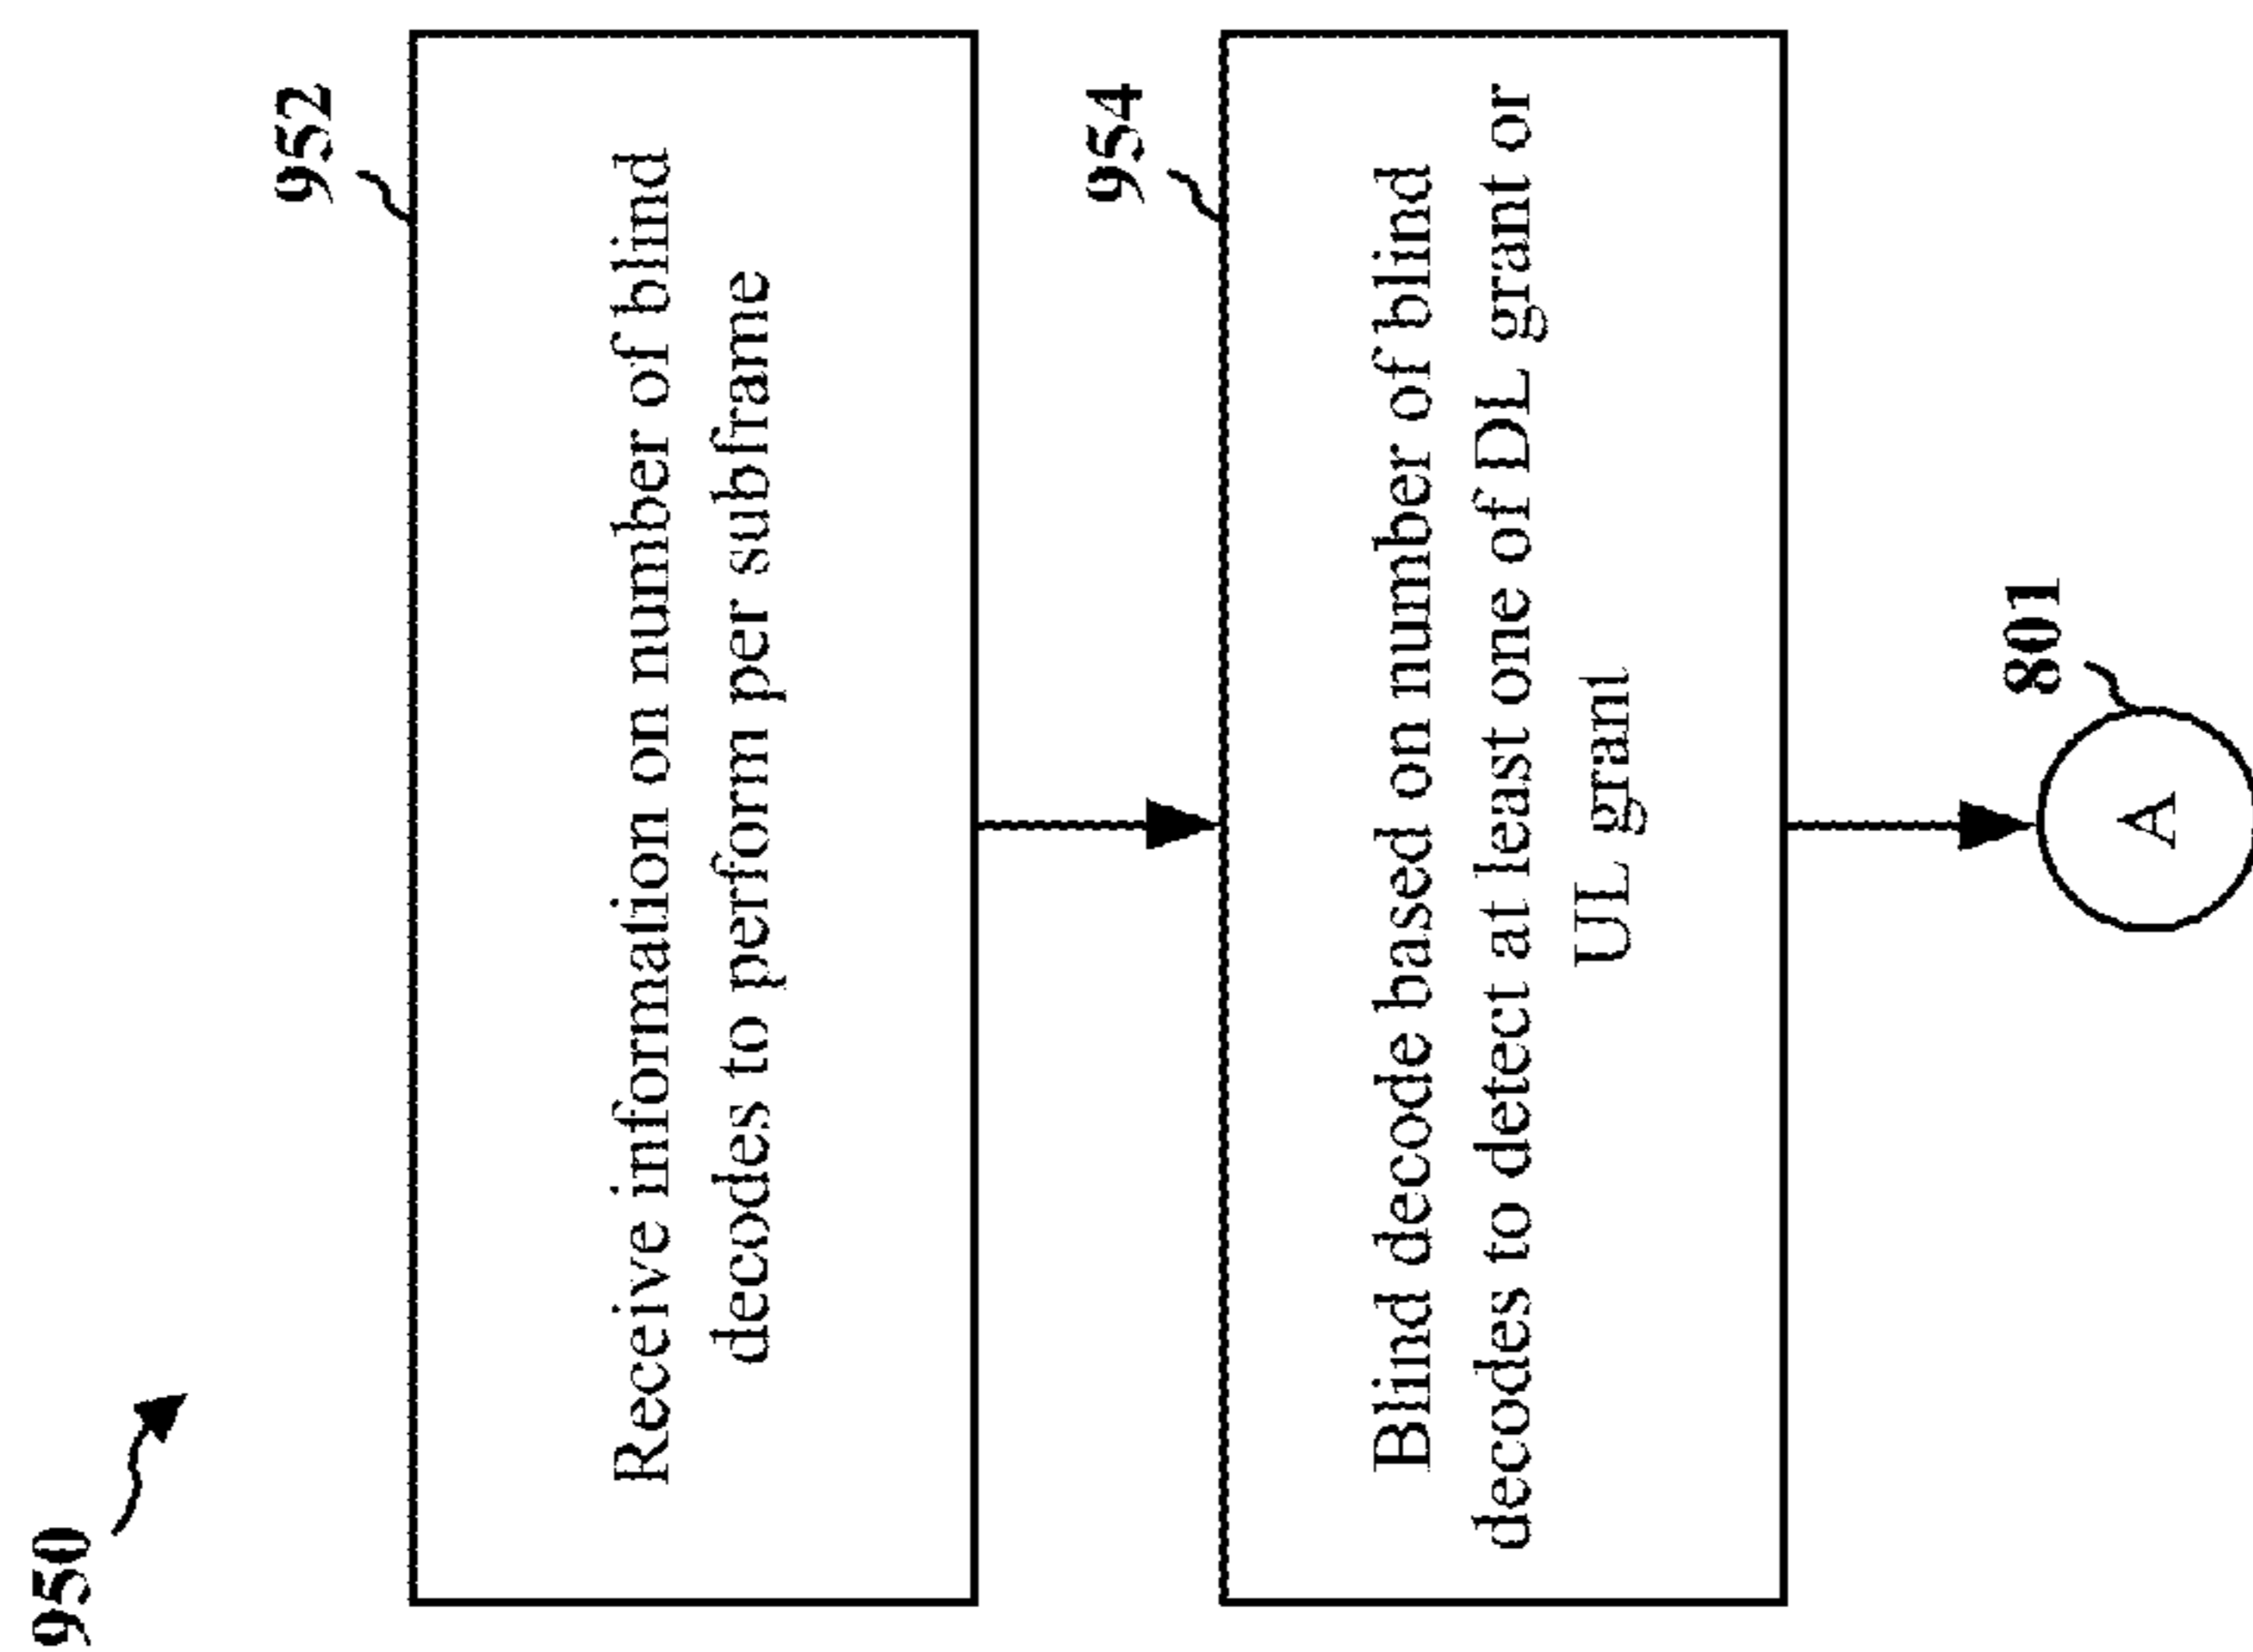 950
952
Receive information on number of blind
decodes to perform per subframe
954
Blind decode based on number of blind
decodes to detect at least one of DL grant or
UL grant
801
A